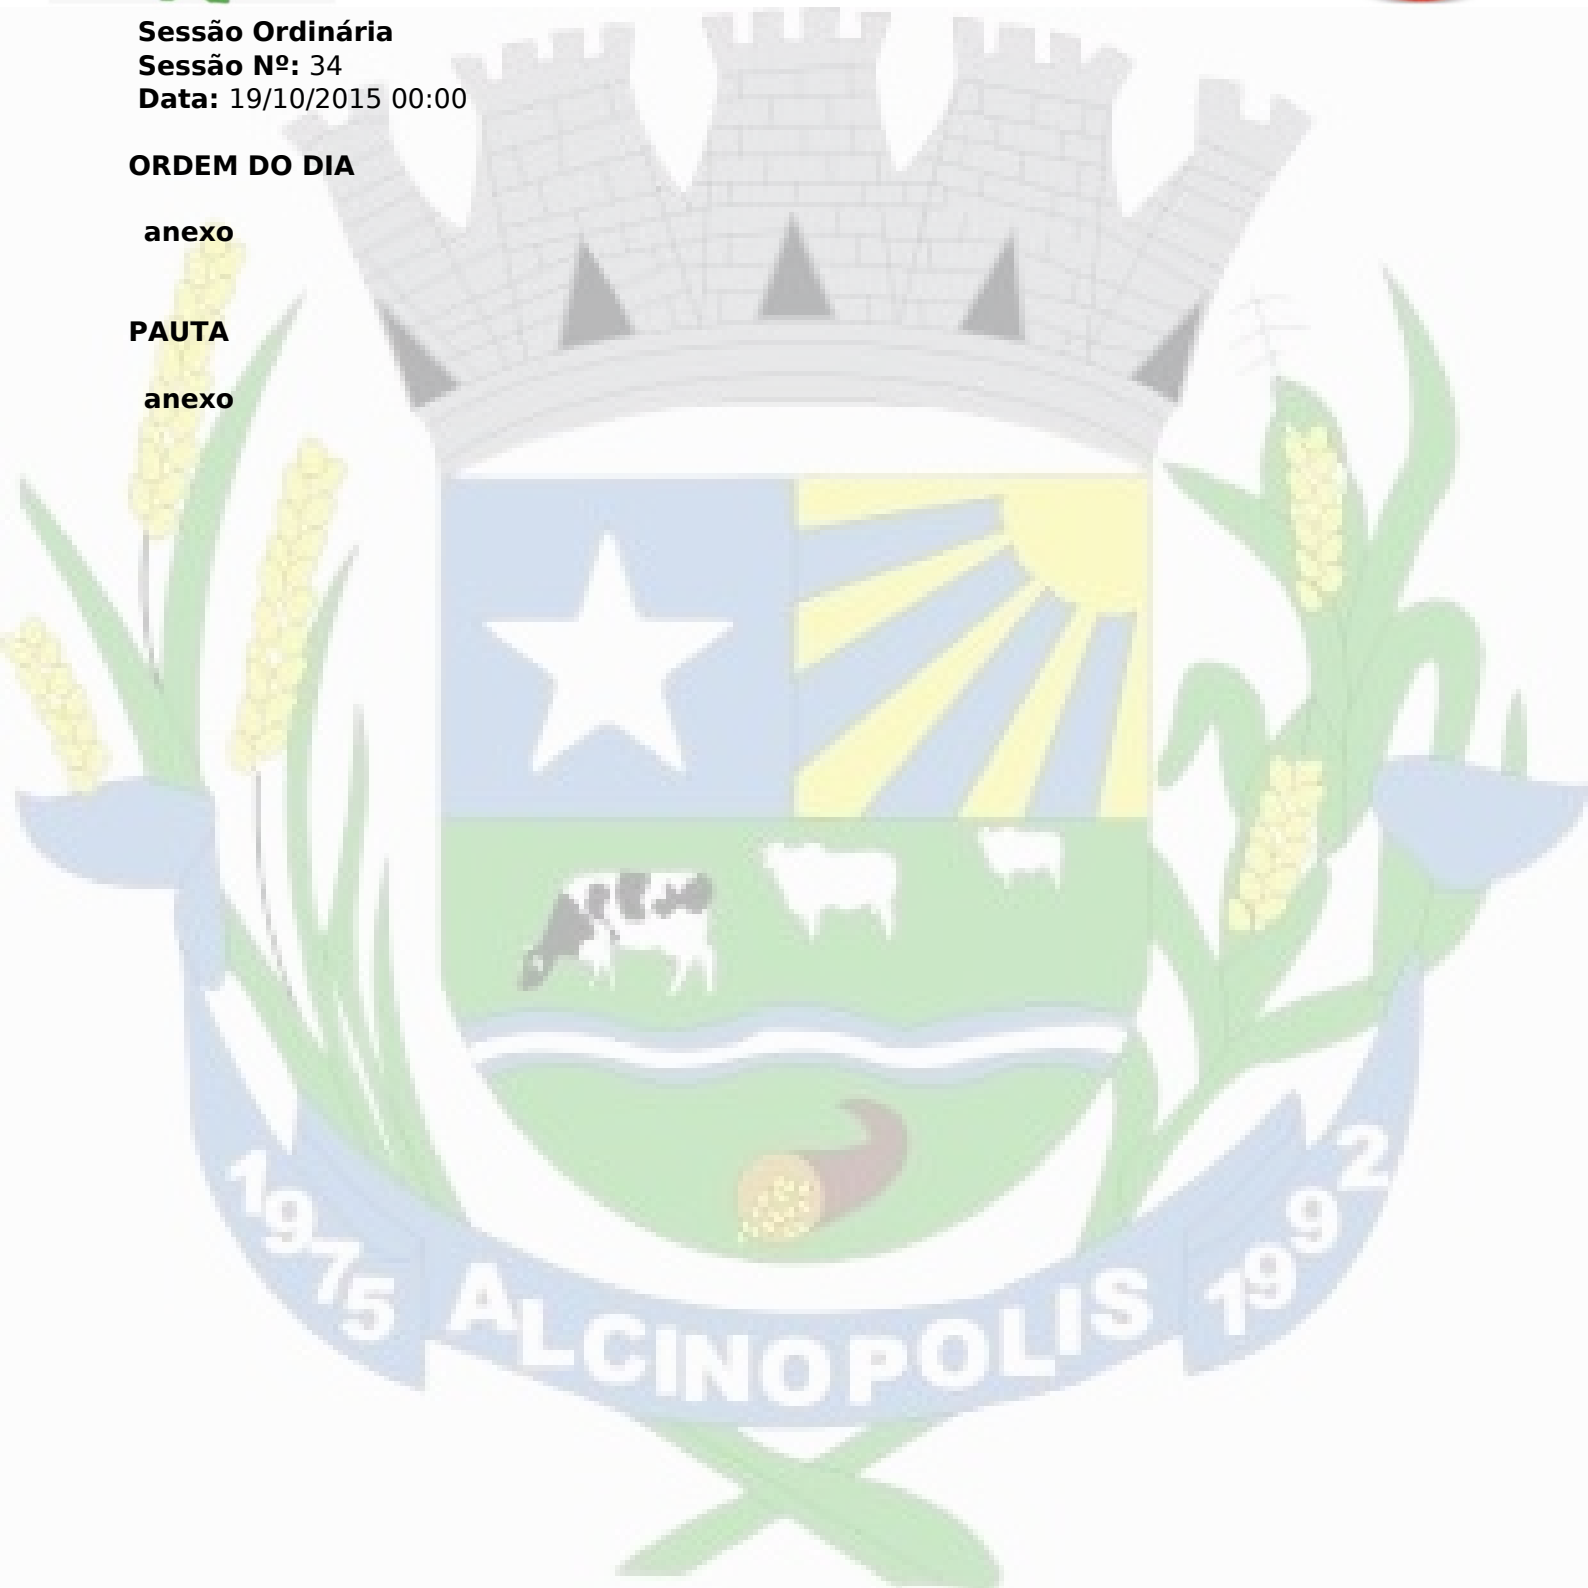 Sessão Ordinária
Sessão Nº: 34
Data: 19/10/2015 00:00
ORDEM DO DIA
anexo
PAUTA
anexo
1975 ALCINOPOLIS 1992